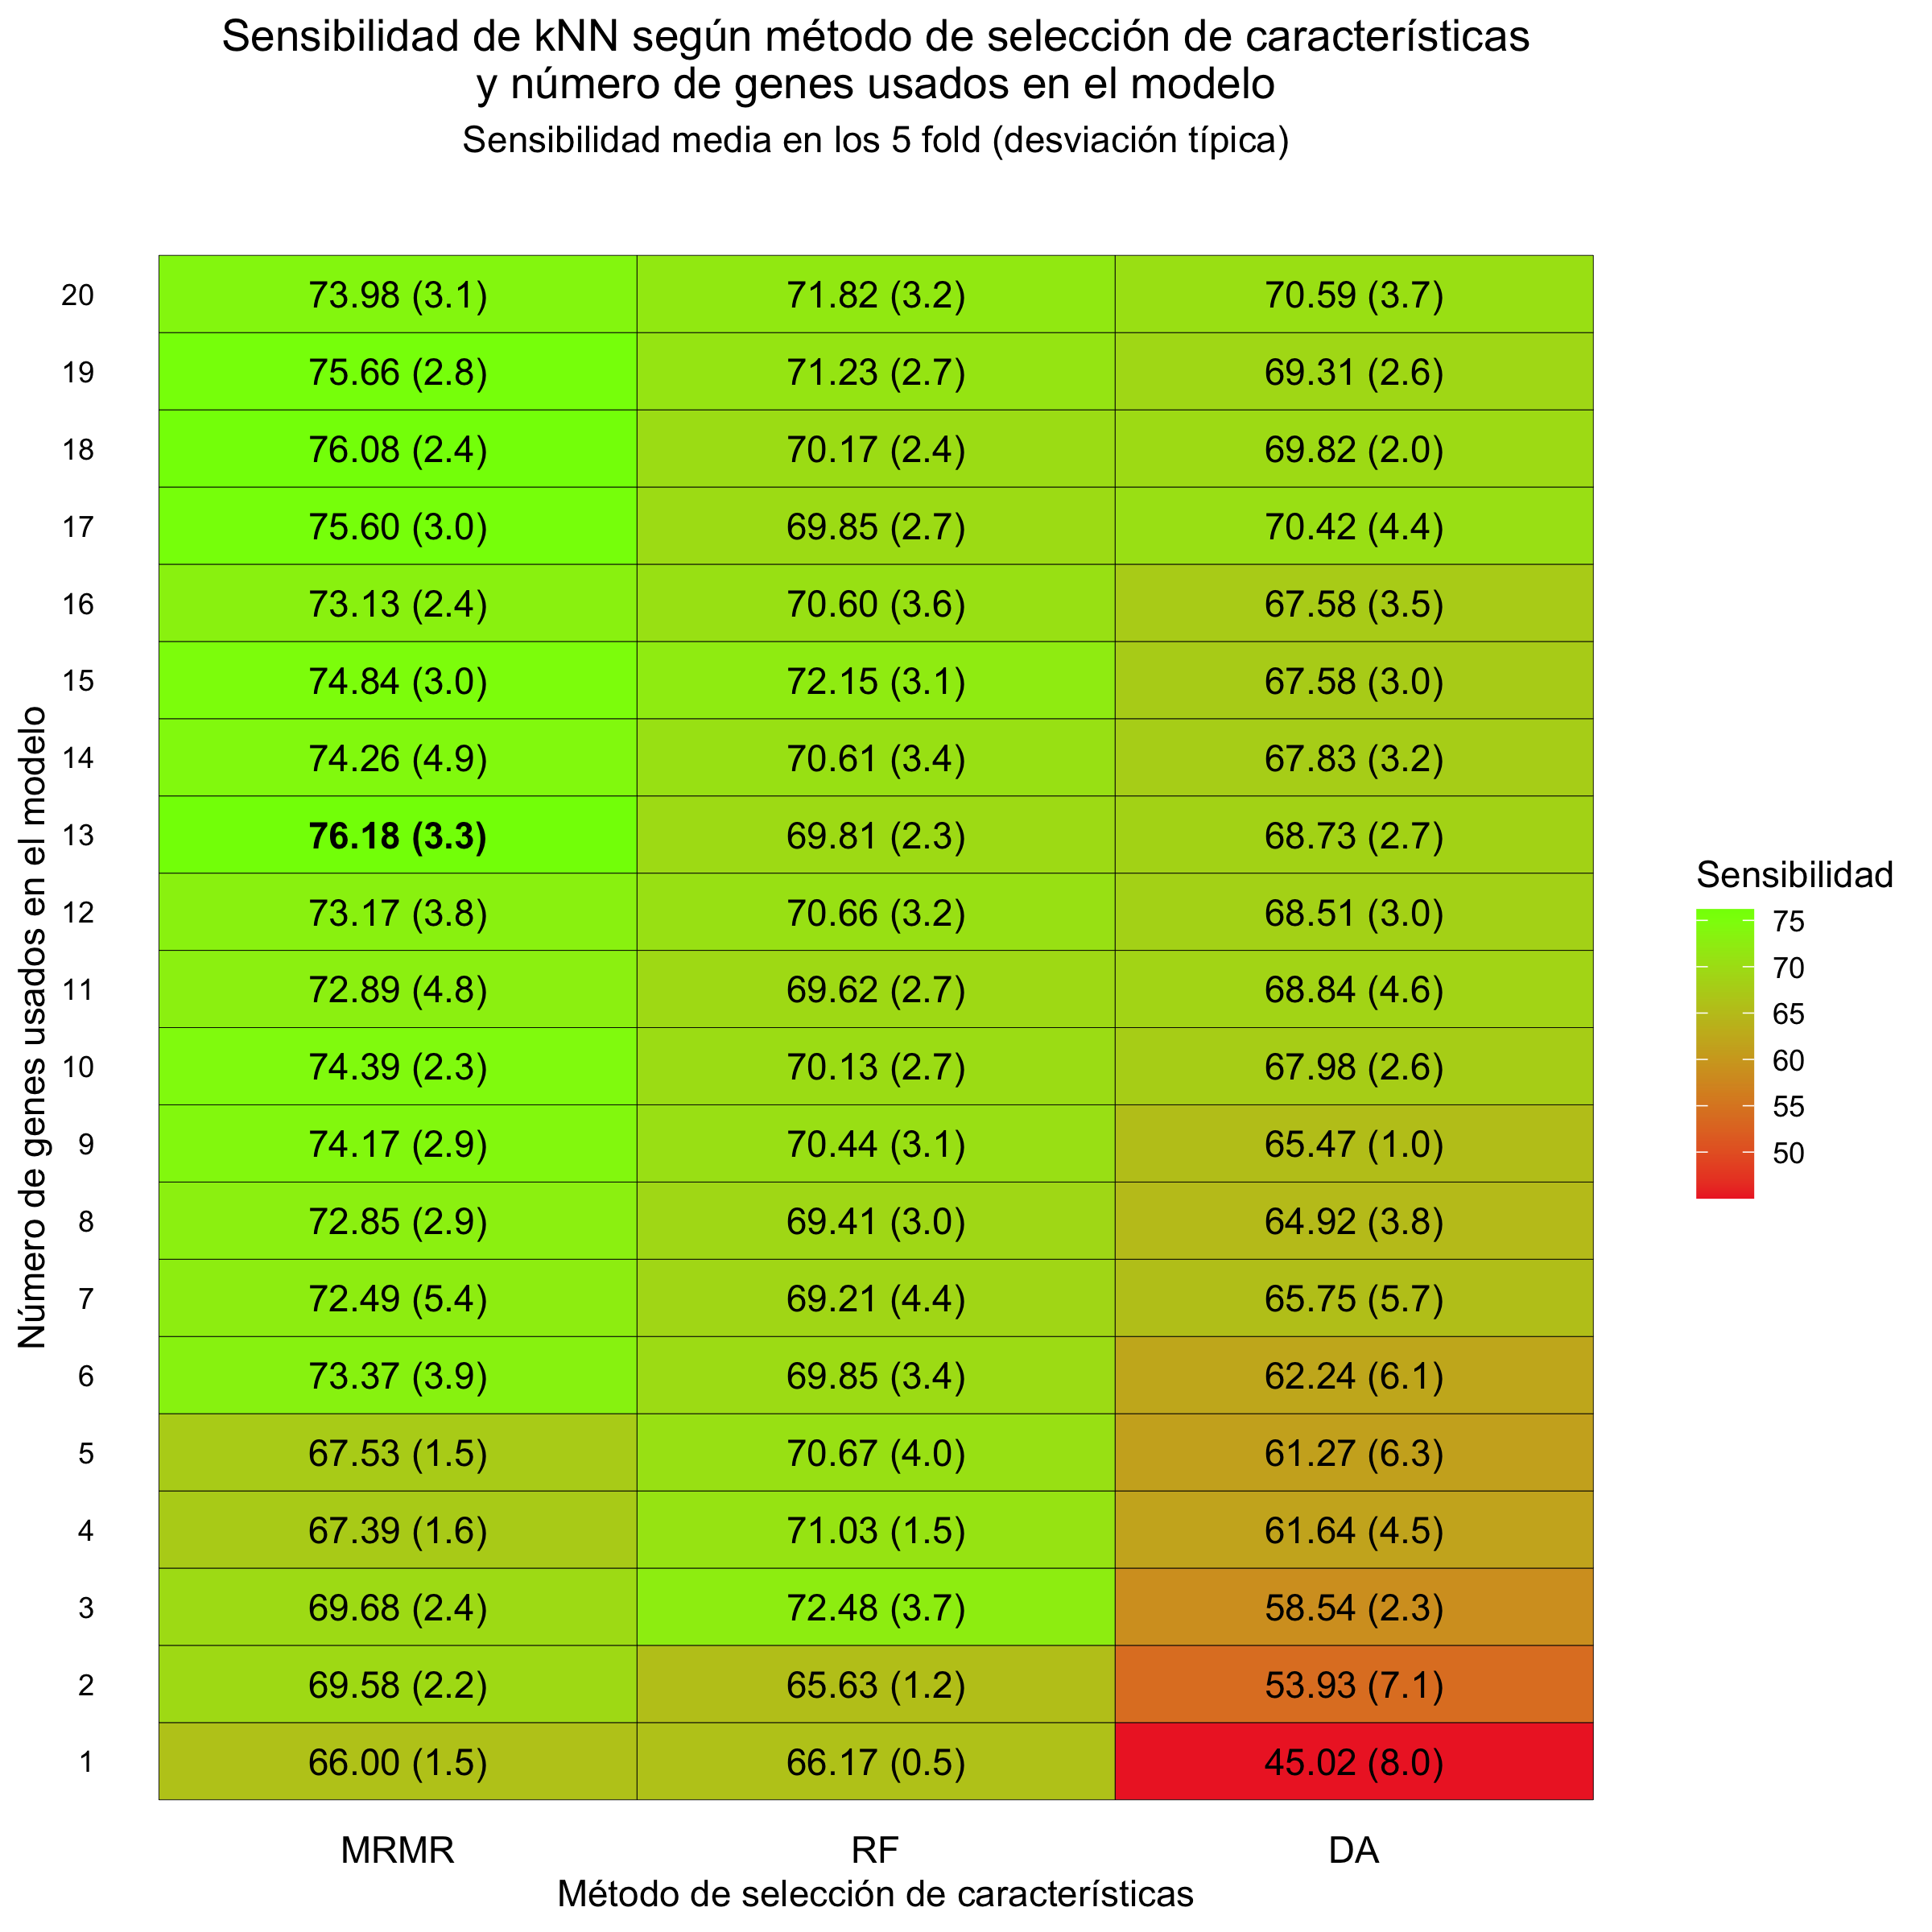 Sensibilidad de kNN según método de selección de características
y número de genes usados en el modelo
Sensibilidad media en los 5 fold (desviación típica)
20 73.98 (3.1) 71.82 (3.2) 70.59 (3.7)
19 75.66 (2.8) 71.23 (2.7) 69.31 (2.6)
18 76.08 (2.4) 70.17 (2.4) 69.82 (2.0)
17 75.60 (3.0) 69.85 (2.7) 70.42 (4.4)
16 73.13 (2.4) 70.60 (3.6) 67.58 (3.5)
15 74.84 (3.0) 72.15 (3.1) 67.58 (3.0)
14 74.26 (4.9) 70.61 (3.4) 67.83 (3.2)
13 76.18 (3.3) 69.81 (2.3) 68.73 (2.7)
12 73.17 (3.8) 70.66 (3.2) 68.51 (3.0)
11 72.89 (4.8) 69.62 (2.7) 68.84 (4.6)
10 74.39 (2.3) 70.13 (2.7) 67.98 (2.6)
9 74.17 (2.9) 70.44 (3.1) 65.47 (1.0)
8 72.85 (2.9) 69.41 (3.0) 64.92 (3.8)
7 72.49 (5.4) 69.21 (4.4) 65.75 (5.7)
6 73.37 (3.9) 69.85 (3.4) 62.24 (6.1)
5 67.53 (1.5) 70.67 (4.0) 61.27 (6.3)
4 67.39 (1.6) 71.03 (1.5) 61.64 (4.5)
3 69.68 (2.4) 72.48 (3.7) 58.54 (2.3)
2 69.58 (2.2) 65.63 (1.2) 53.93 (7.1)
1 66.00 (1.5) 66.17 (0.5) 45.02 (8.0)
MRMR RF DA
Método de selección de características
Número de genes usados en el modelo
Sensibilidad
75
70
65
60
55
50